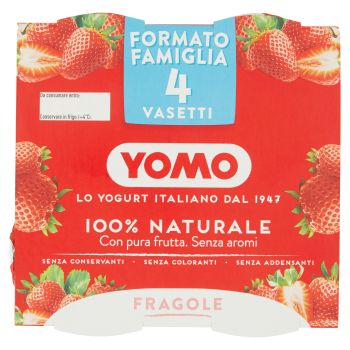 FORMATO
FAMIGLIA
4
VASETTI
Da consumare entro:
Conservare in frigo (+4°C).
YOMO
LO YOGURT ITALIANO DAL 1947
100% NATURALE
Con pura frutta. Senza aromi
SENZA CONSERVANTI · SENZA COLORANTI · SENZA ADDENSANTI
FRAGOLE